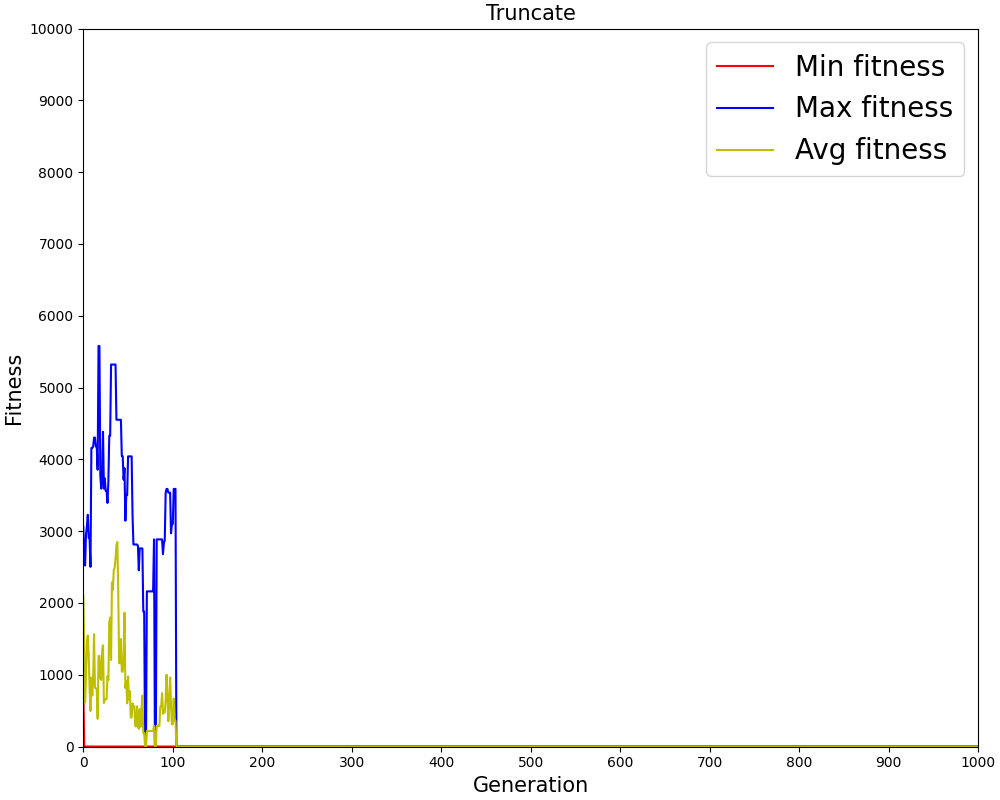 Truncate
10000
9000
8000
7000
6000
5000
4000
3000
2000
1000
0
Fitness
Min fitness
Max fitness
Avg fitness
0 100 200 300 400 500 600 700 800 900 1000
Generation